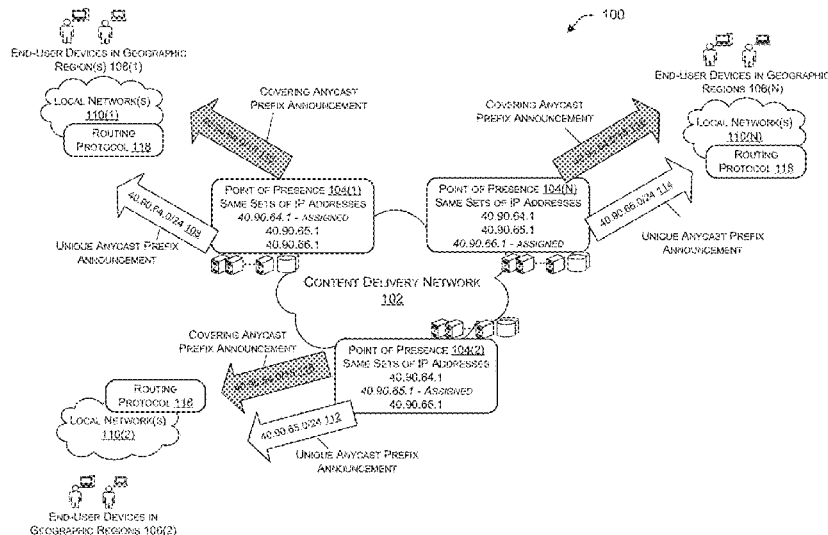 100
END-USER DEVICES IN GEOGRAPHIC
REGION(S) 106(1)
LOCAL NETWORK(S)
110(1)
ROUTING
PROTOCOL 118
COVERING ANYCAST
PREFIX ANNOUNCEMENT
40.90.64.0/24 108
UNIQUE ANYCAST PREFIX
ANNOUNCEMENT
POINT OF PRESENCE 104(1)
SAME SETS OF IP ADDRESSES
40.90.64.1 - ASSIGNED
40.90.65.1
40.90.66.1
END-USER DEVICES IN GEOGRAPHIC
REGIONS 106(N)
LOCAL NETWORK(S)
110(N)
ROUTING
PROTOCOL 118
COVERING ANYCAST
PREFIX ANNOUNCEMENT
40.90.66.0/24 114
UNIQUE ANYCAST PREFIX
ANNOUNCEMENT
POINT OF PRESENCE 104(N)
SAME SETS OF IP ADDRESSES
40.90.64.1
40.90.65.1
40.90.66.1 - ASSIGNED
CONTENT DELIVERY NETWORK
102
COVERING ANYCAST
PREFIX ANNOUNCEMENT
POINT OF PRESENCE 104(2)
SAME SETS OF IP ADDRESSES
40.90.64.1
40.90.65.1 - ASSIGNED
40.90.66.1
ROUTING
PROTOCOL 118
LOCAL NETWORK(S)
110(2)
40.90.65.0/24 112
UNIQUE ANYCAST PREFIX
ANNOUNCEMENT
END-USER DEVICES IN
GEOGRAPHIC REGIONS 106(2)